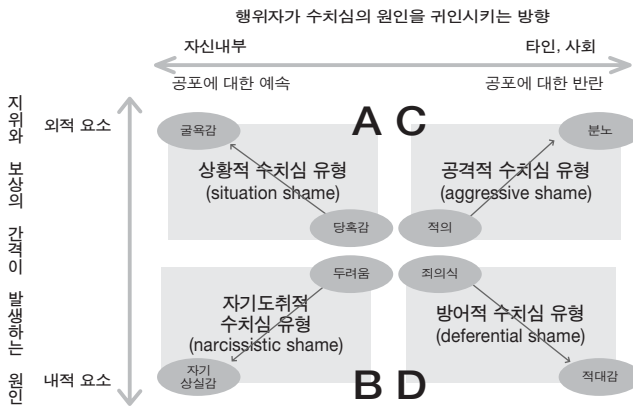 행위자가 수치심의 원인을 귀인시키는 방향
자신내부
타인, 사회
공포에 대한 예속
공포에 대한 반란
지위와 보상의 간격이 발생하는 원인
외적 요소
굴욕감
A C
분노
상황적 수치심 유형
(situation shame)
공격적 수치심 유형
(aggressive shame)
당혹감
적의
두려움
죄의식
자기도취적
수치심 유형
(narcissistic shame)
방어적 수치심 유형
(deferential shame)
내적 요소
자기
상실감
B D
적대감